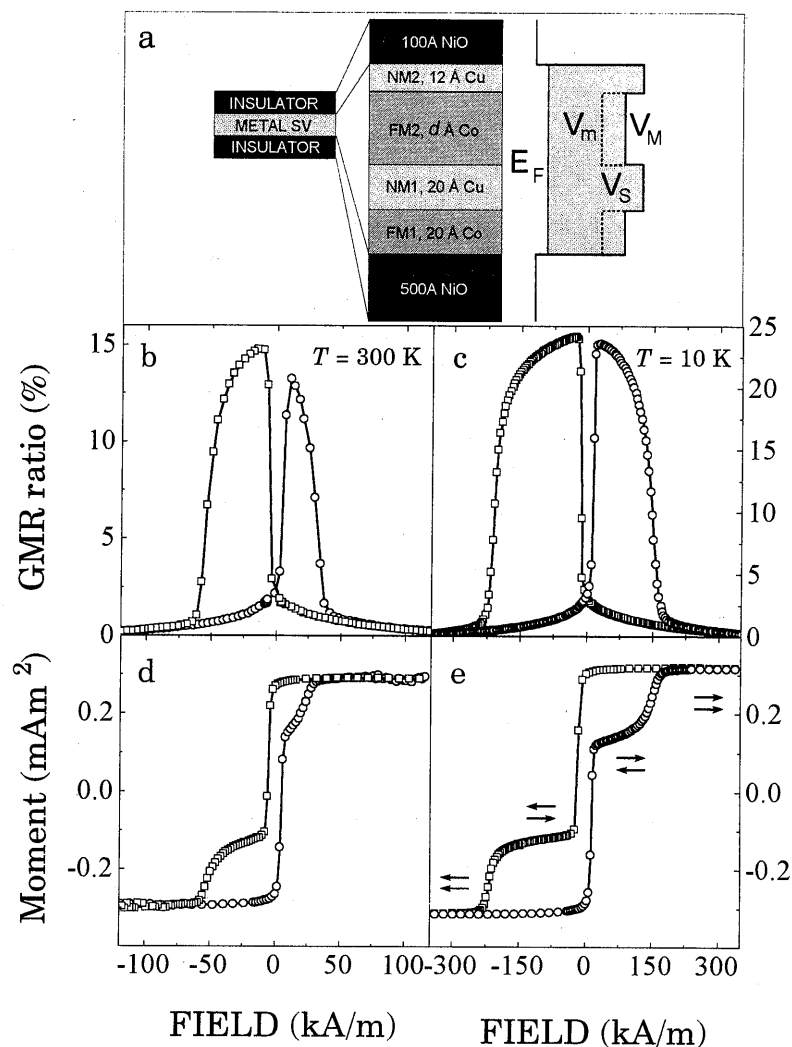 a
100A NiO
NM2, 12 Å Cu
FM2, d Å Co
NM1, 20 Å Cu
FM1, 20 Å Co
500A NiO
INSULATOR
METAL SV
INSULATOR
E_F
V_m
V_M
V_S
b
T = 300 K
c
T = 10 K
GMR ratio (%)
15
10
5
0
25
20
15
10
5
0
d
e
Moment (mAm²)
0.2
0.0
-0.2
0.2
0.0
-0.2
-100 -50 0 50 100
-300 -150 0 150 300
FIELD (kA/m)
FIELD (kA/m)